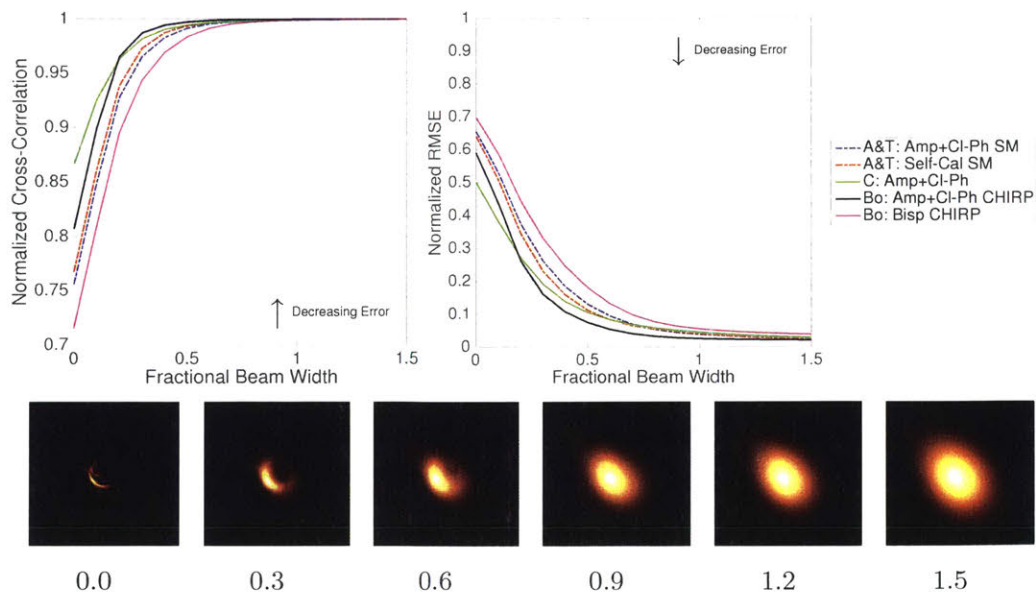 1
0.95
0.9
0.85
0.8
0.75
0.7
Normalized Cross-Correlation
↑ Decreasing Error
0 0.5 1 1.5
Fractional Beam Width
1
0.9
0.8
0.7
0.6
0.5
0.4
0.3
0.2
0.1
0
Normalized RMSE
↓ Decreasing Error
0 0.5 1 1.5
Fractional Beam Width
A&T: Amp+Cl-Ph SM
A&T: Self-Cal SM
C: Amp+Cl-Ph
Bo: Amp+Cl-Ph CHIRP
Bo: Bisp CHIRP
0.0 0.3 0.6 0.9 1.2 1.5